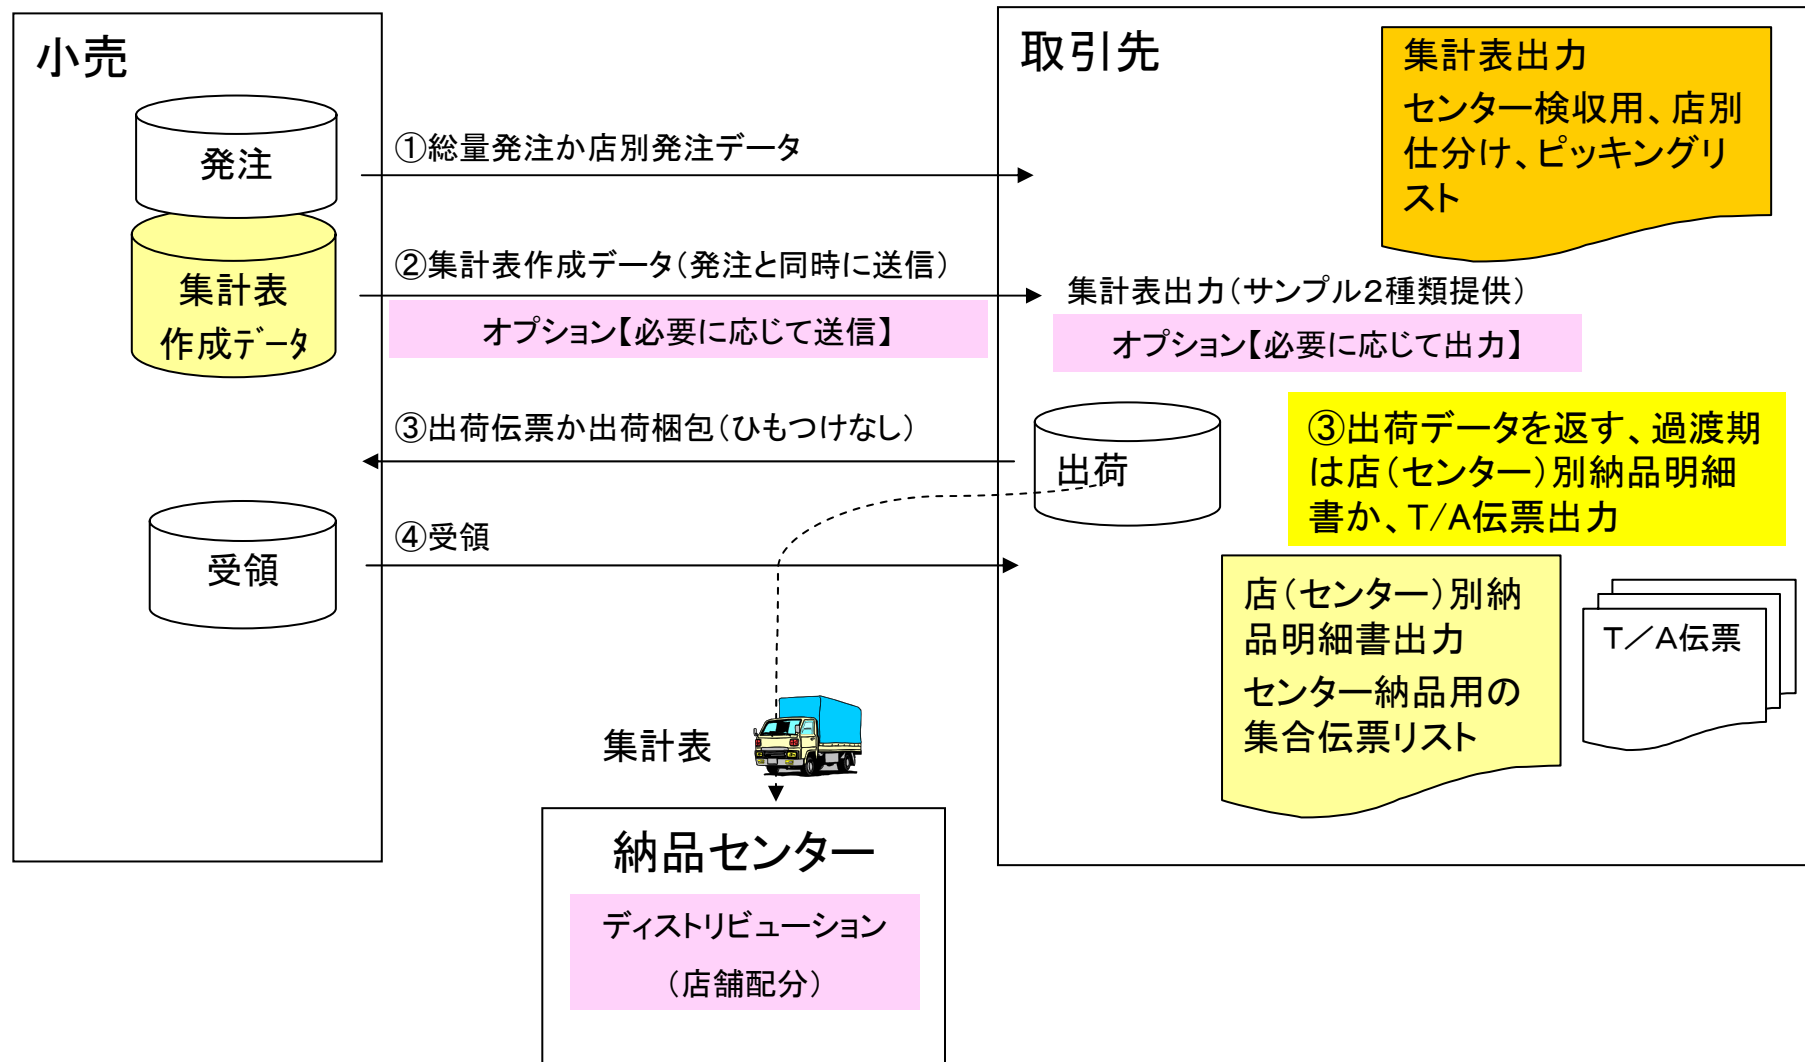 小売
発注
集計表
作成ﾃﾞｰﾀ
受領
①総量発注か店別発注データ
②集計表作成データ（発注と同時に送信）
オプション【必要に応じて送信】
③出荷伝票か出荷梱包（ひもつけなし）
④受領
集計表
納品センター
ディストリビューション
（店舗配分）
取引先
集計表出力
センター検収用、店別
仕分け、ピッキングリ
スト
集計表出力（サンプル２種類提供）
オプション【必要に応じて出力】
出荷
③出荷データを返す、過渡期
は店（センター）別納品明細
書か、T/A伝票出力
店（センター）別納
品明細書出力
センター納品用の
集合伝票リスト
Ｔ／Ａ伝票